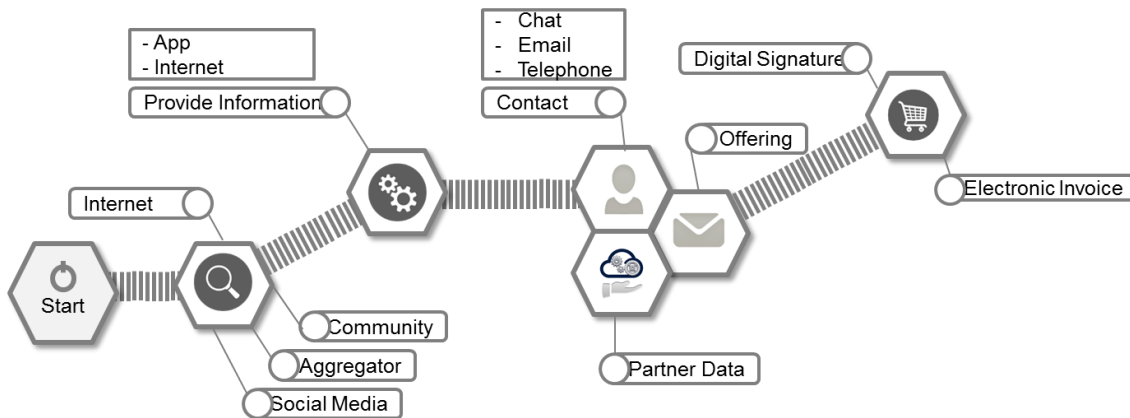 - App
- Internet
Provide Information
- Chat
- Email
- Telephone
Contact
Digital Signature
Offering
Electronic Invoice
Internet
Start
Community
Aggregator
Social Media
Partner Data